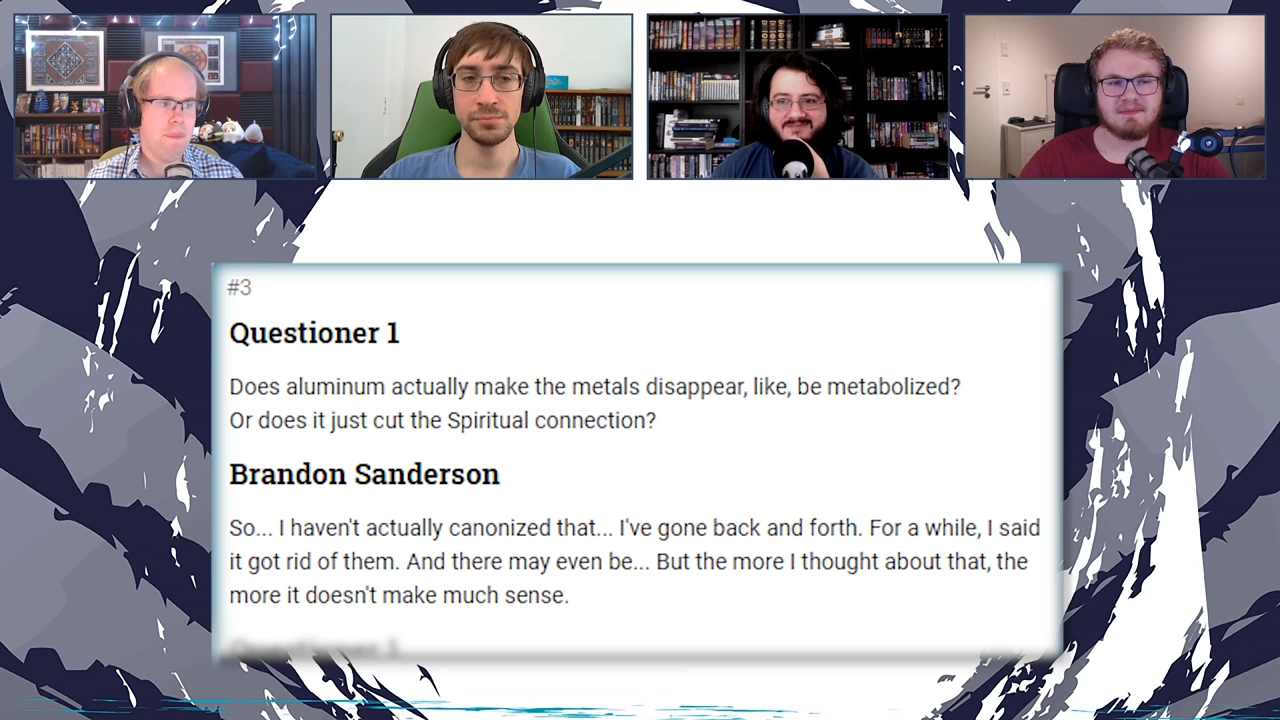 #3
Questioner 1
Does aluminum actually make the metals disappear, like, be metabolized?
Or does it just cut the Spiritual connection?
Brandon Sanderson
So... I haven't actually canonized that... I've gone back and forth. For a while, I said
it got rid of them. And there may even be... But the more I thought about that, the
more it doesn't make much sense.